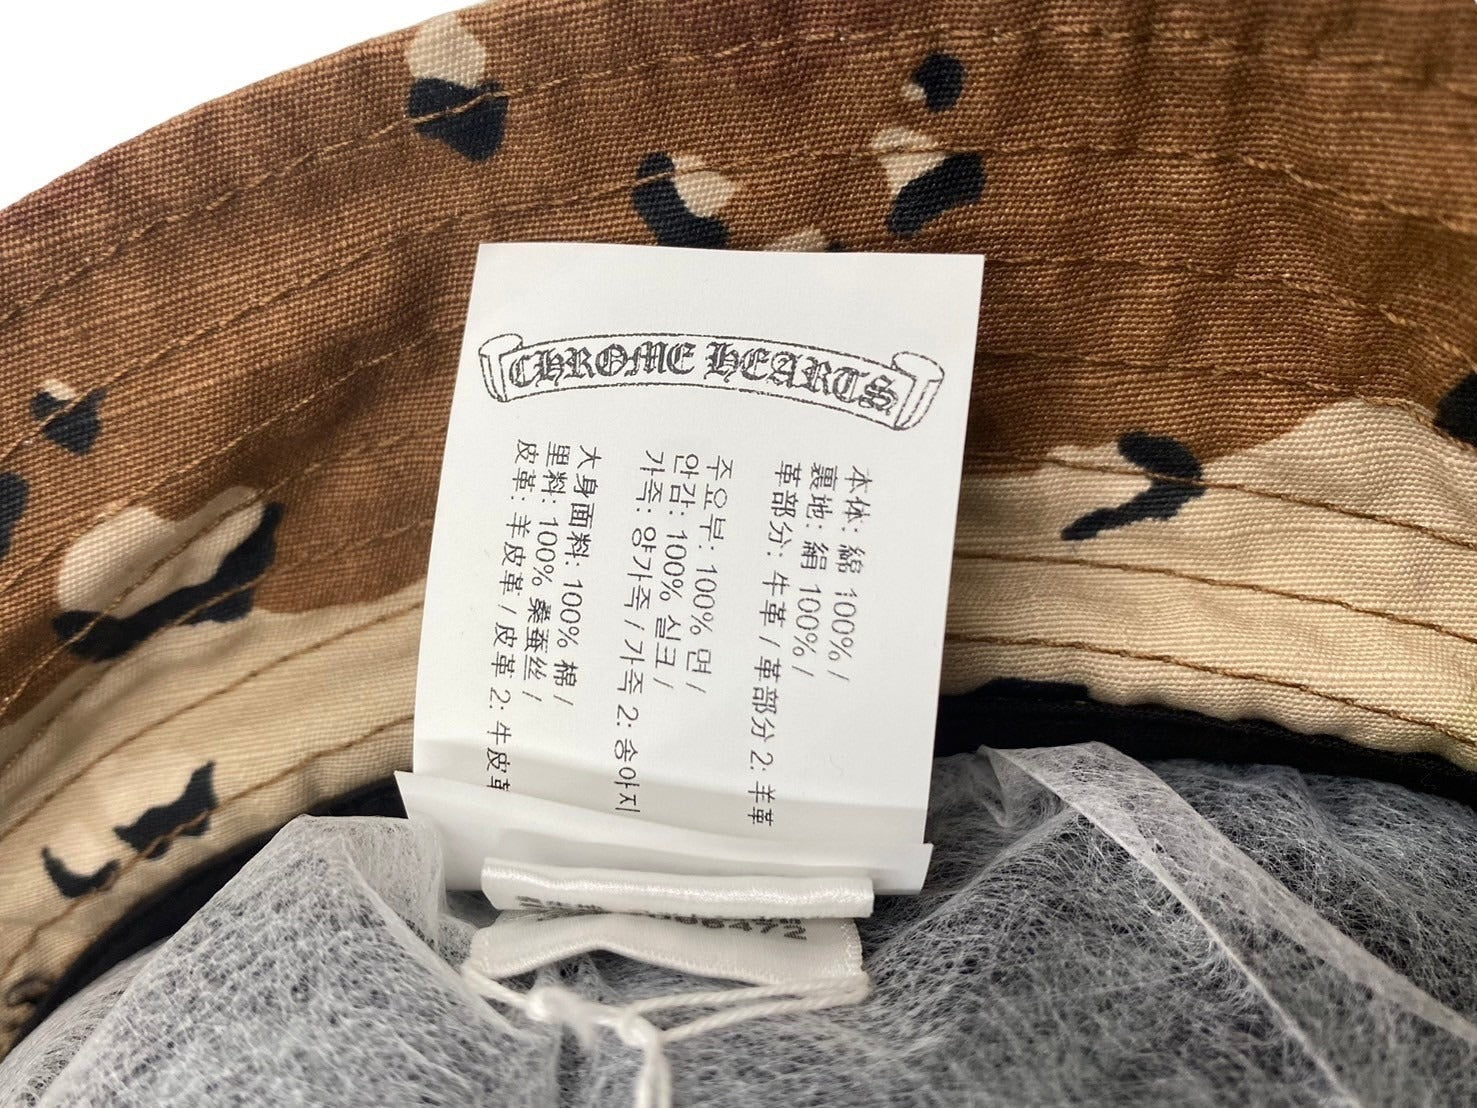 CHROME HEARTS
本体: 綿 100% /
裏地: 絹 100% /
革部分: 牛革 / 革部分 2: 羊革
주요부: 100% 면 /
안감: 100% 실크 /
가죽: 양가죽 / 가죽 2: 송아지
大身面料: 100% 棉 /
里料: 100% 桑蚕丝 /
皮革: 羊皮革 / 皮革 2: 牛皮革